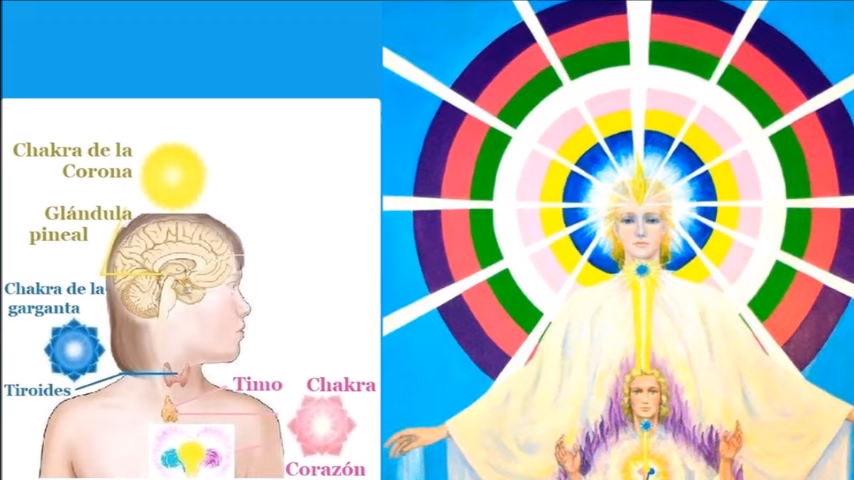 Chakra de la
Corona
Glándula
pineal
Chakra de la
garganta
Tiroides
Timo
Chakra
Corazón